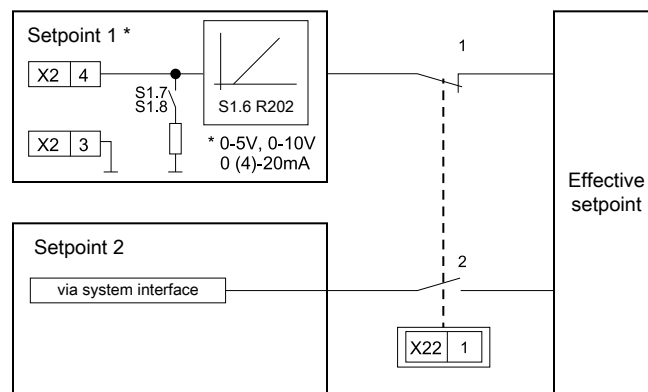 Setpoint 1 *
X2 4
S1.7
S1.8
S1.6 R202
X2 3
* 0-5V, 0-10V
0 (4)-20mA
1
Effective
setpoint
Setpoint 2
via system interface
2
X22 1